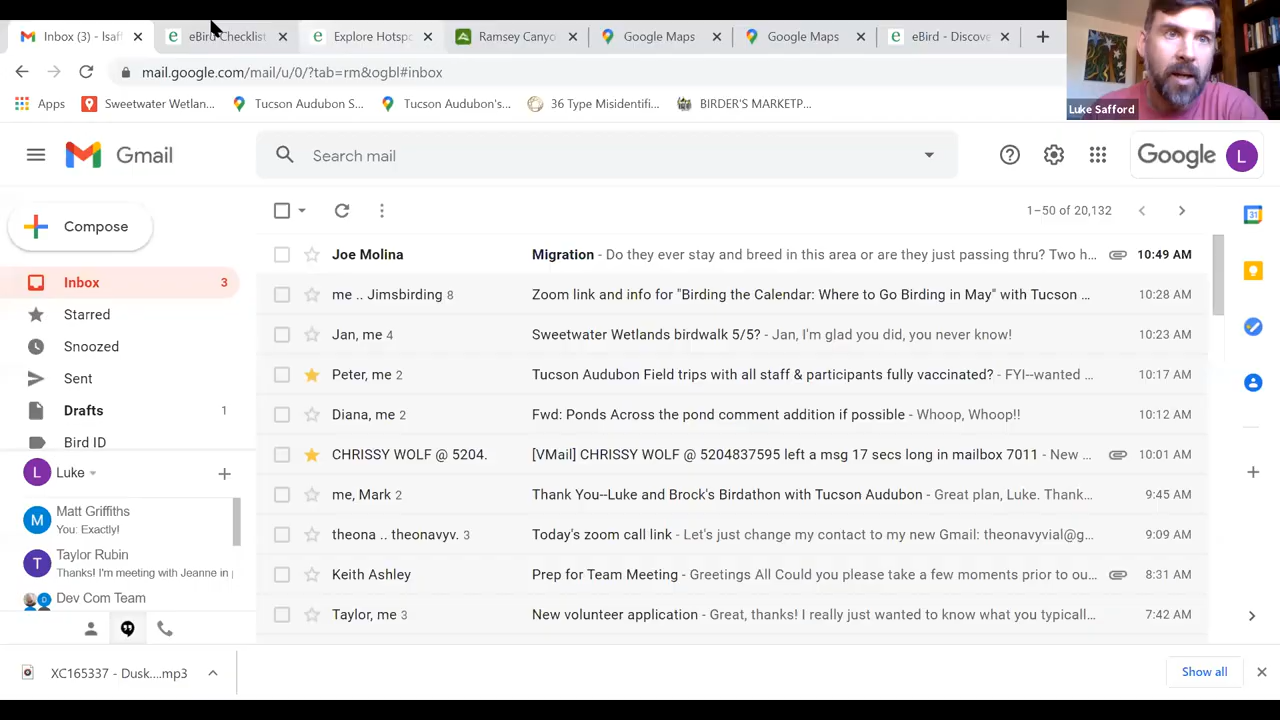 Inbox (3) - lsaff
eBird Checklist
Explore Hotspo
Ramsey Canyo
Google Maps
Google Maps
eBird - Discove
mail.google.com/mail/u/0/?tab=rm&ogbl#inbox
Apps
Sweetwater Wetlan...
Tucson Audubon S...
Tucson Audubon's...
36 Type Misidentifi...
BIRDER'S MARKETP...
Luke Safford
Gmail
Search mail
Google
L
Compose
1–50 of 20,132
31
Inbox 3
Starred
Snoozed
Sent
Drafts 1
Bird ID
Joe Molina Migration - Do they ever stay and breed in this area or are they just passing thru? Two h... 10:49 AM
me .. Jimsbirding 8 Zoom link and info for "Birding the Calendar: Where to Go Birding in May" with Tucson ... 10:28 AM
Jan, me 4 Sweetwater Wetlands birdwalk 5/5? - Jan, I'm glad you did, you never know! 10:23 AM
Peter, me 2 Tucson Audubon Field trips with all staff & participants fully vaccinated? - FYI--wanted ... 10:17 AM
Diana, me 2 Fwd: Ponds Across the pond comment addition if possible - Whoop, Whoop!! 10:12 AM
CHRISSY WOLF @ 5204. [VMail] CHRISSY WOLF @ 5204837595 left a msg 17 secs long in mailbox 7011 - New ... 10:01 AM
me, Mark 2 Thank You--Luke and Brock's Birdathon with Tucson Audubon - Great plan, Luke. Thank... 9:45 AM
theona .. theonavyv. 3 Today's zoom call link - Let's just change my contact to my new Gmail: theonavyvial@g... 9:09 AM
Keith Ashley Prep for Team Meeting - Greetings All Could you please take a few moments prior to ou... 8:31 AM
Taylor, me 3 New volunteer application - Great, thanks! I really just wanted to know what you typicall... 7:42 AM
L Luke
M Matt Griffiths
You: Exactly!
T Taylor Rubin
Thanks! I'm meeting with Jeanne in
D Dev Com Team
XC165337 - Dusk....mp3
Show all